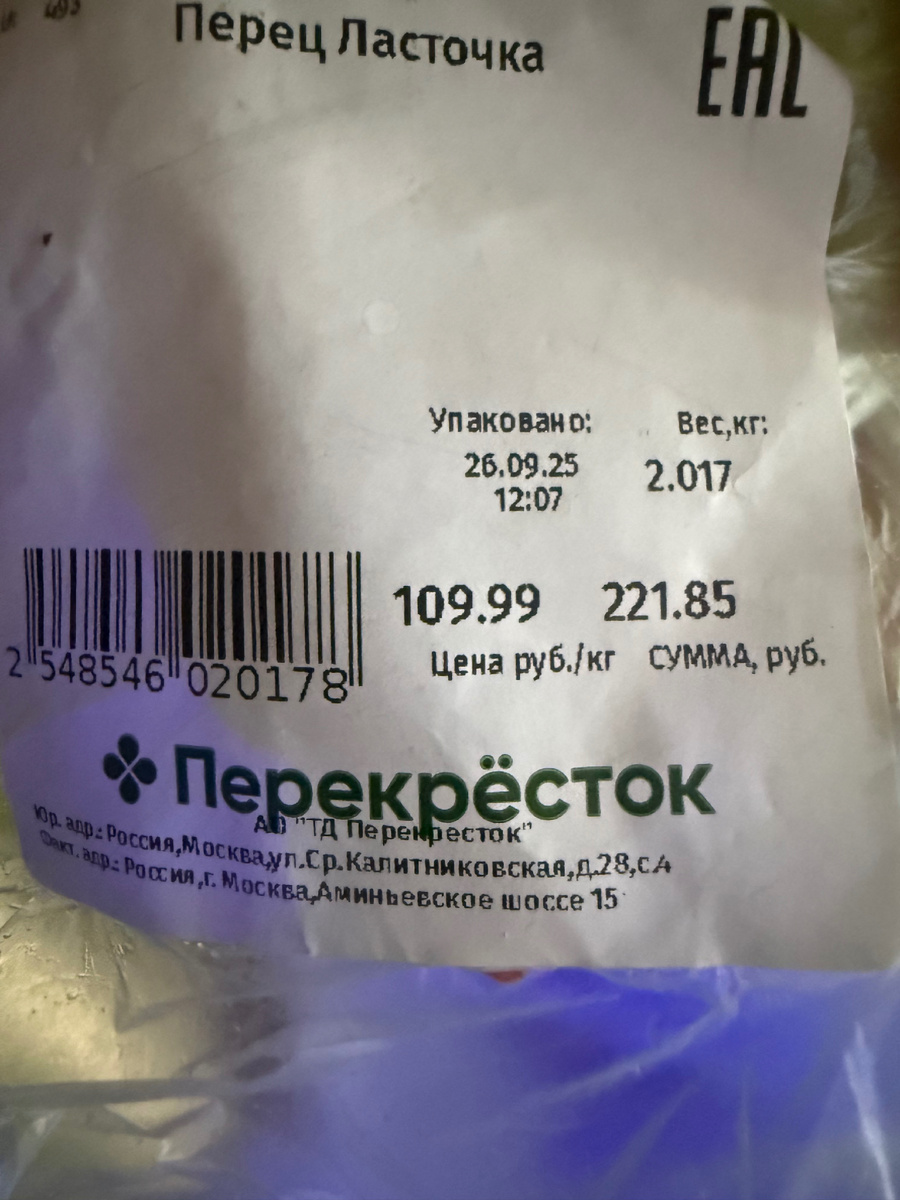 Перец Ласточка
EAC
Упаковано: Вес,кг:
26.09.25 2.017
12:07
109.99 221.85
Цена руб./кг СУММА, руб.
2 548546 020178
Перекрёсток
АО "ТД Перекресток"
Юр. адр.: Россия,Москва,ул.Ср.Калитниковская,д.28,с.4
Факт. адр.: Россия,г. Москва,Аминьевское шоссе 15